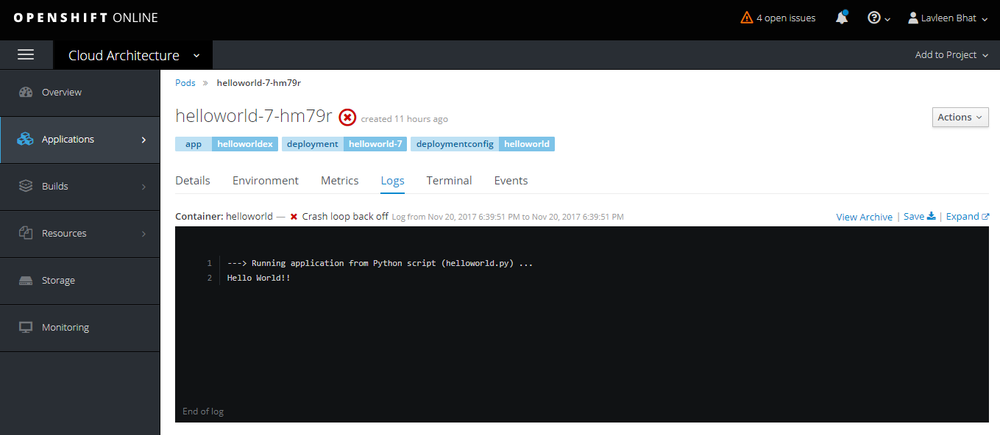 OPENSHIFT ONLINE
4 open issues
Lavleen Bhat
Cloud Architecture
Add to Project
Overview
Applications
Builds
Resources
Storage
Monitoring
Pods » helloworld-7-hm79r
helloworld-7-hm79r created 11 hours ago
Actions
app helloworldex deployment helloworld-7 deploymentconfig helloworld
Details Environment Metrics Logs Terminal Events
Container: helloworld — Crash loop back off Log from Nov 20, 2017 6:39:51 PM to Nov 20, 2017 6:39:51 PM
View Archive | Save | Expand
1 ---> Running application from Python script (helloworld.py) ...
2 Hello World!!
End of log